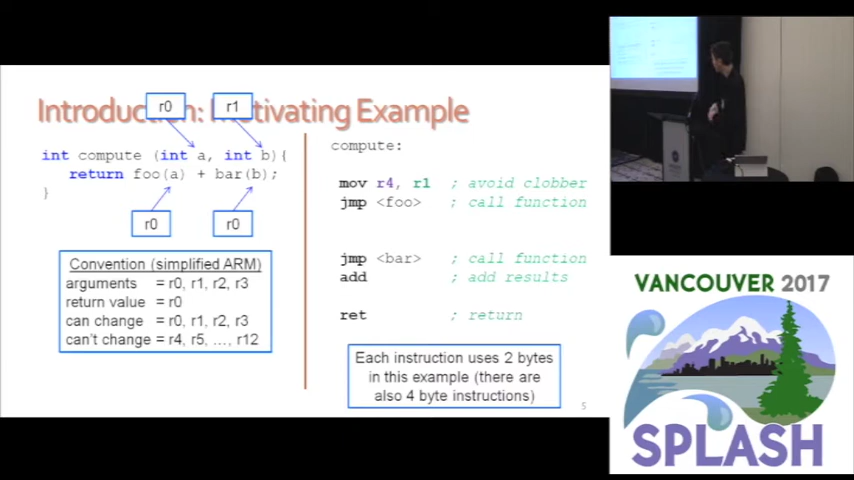 r0
r1
Introduction: Motivating Example
int compute (int a, int b){
return foo(a) + bar(b);
}
r0
r0
Convention (simplified ARM)
arguments = r0, r1, r2, r3
return value = r0
can change = r0, r1, r2, r3
can't change = r4, r5, …, r12
compute:
mov r4, r1 ; avoid clobber
jmp <foo> ; call function
jmp <bar> ; call function
add ; add results
ret ; return
Each instruction uses 2 bytes
in this example (there are
also 4 byte instructions)
5
VANCOUVER 2017
SPLASH